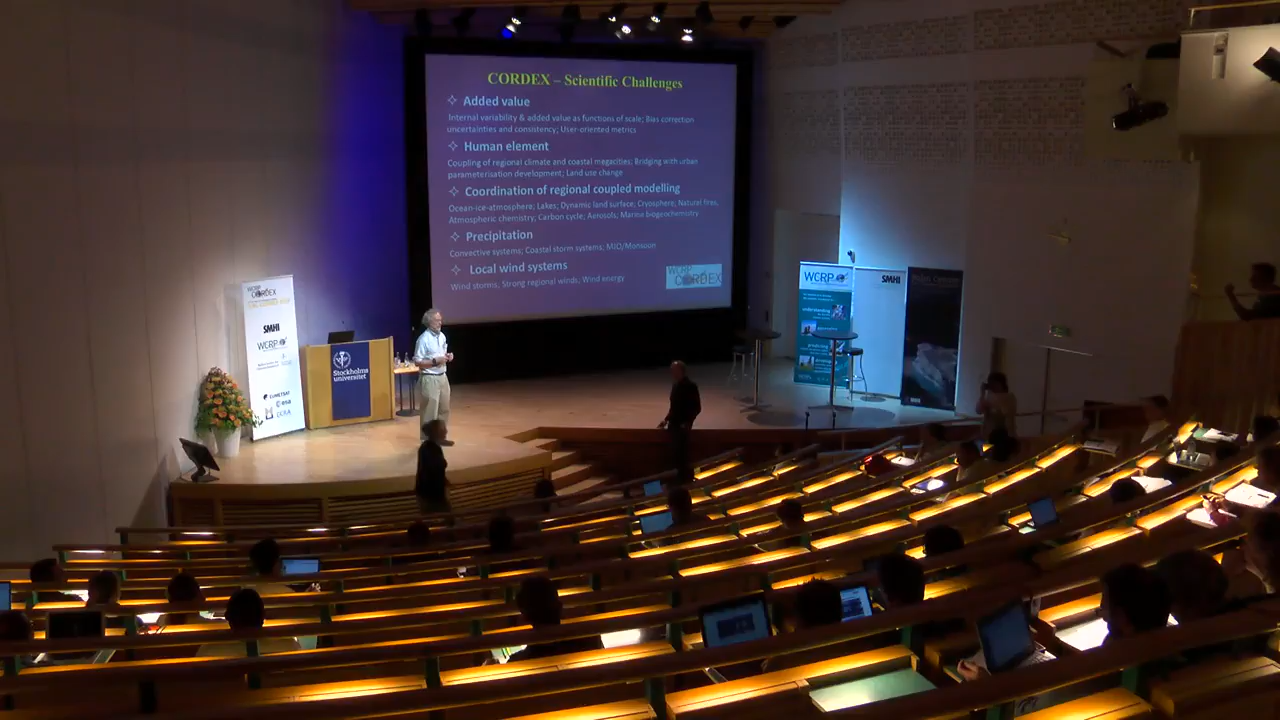 CORDEX – Scientific Challenges
Added value
Internal variability & added value as functions of scale; Bias correction
uncertainties and consistency; User-oriented metrics
Human element
Coupling of regional climate and coastal megacities; Bridging with urban
parameterisation development; Land use change
Coordination of regional coupled modelling
Ocean-ice-atmosphere; Lakes; Dynamic land surface; Cryosphere; Natural fires,
Atmospheric chemistry; Carbon cycle; Aerosols; Marine biogeochemistry
Precipitation
Convective systems; Coastal storm systems; MJO/Monsoon
Local wind systems
Wind storms, Strong regional winds; Wind energy
WCRP
CORDEX
WCRP
CORDEX
SMHI
WCRP
EUMETSAT
esa
Stockholms
universitet
WCRP
SMHI